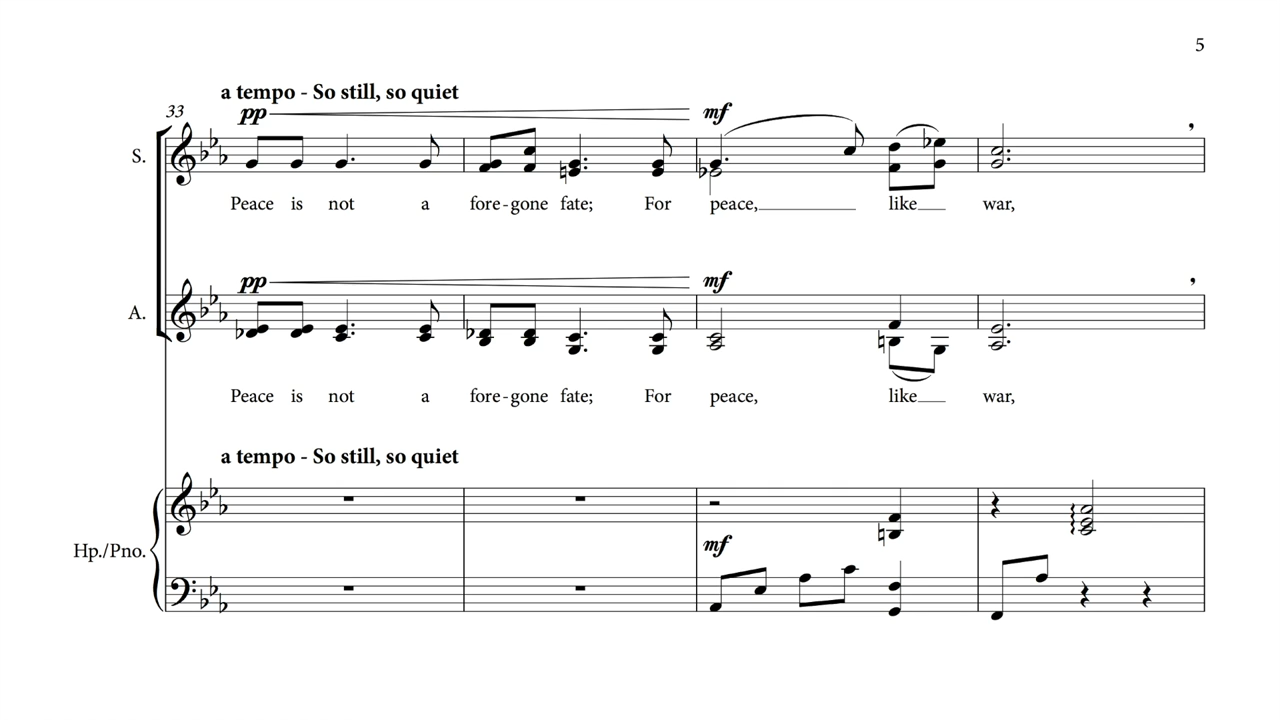 5
a tempo - So still, so quiet
33
pp mf
S.
Peace is not a fore-gone fate; For peace, like war,
pp mf
A.
Peace is not a fore-gone fate; For peace, like war,
a tempo - So still, so quiet
mf
Hp./Pno.